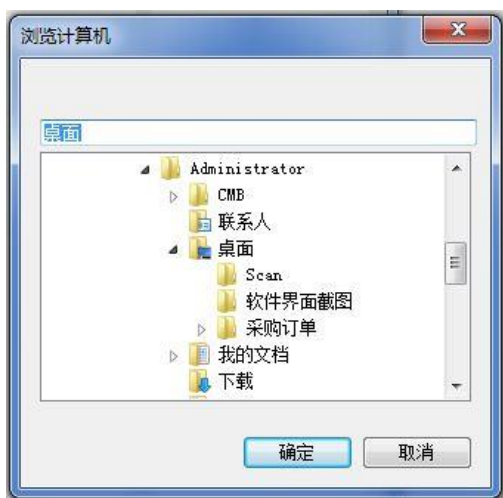 浏览计算机
桌面
Administrator
CMB
联系人
桌面
Scan
软件界面截图
采购订单
我的文档
下载
确定
取消